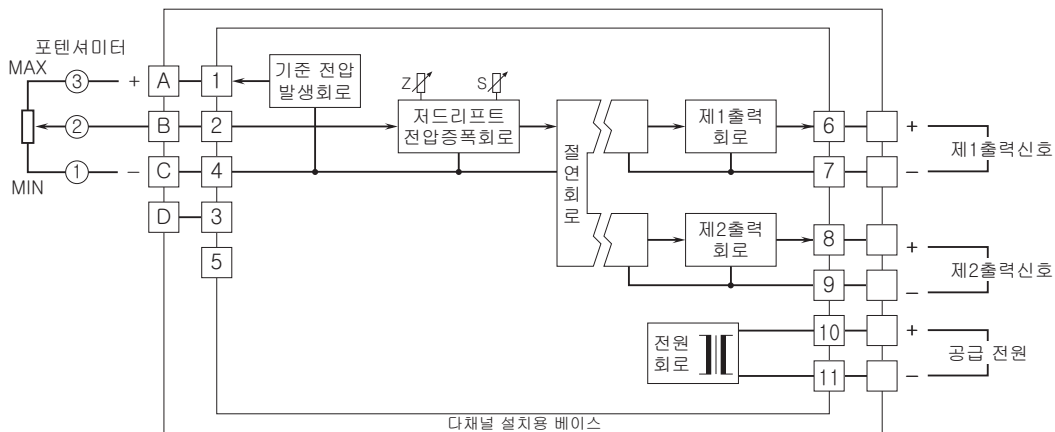 포텐셔미터
MAX
③
+
A
1
기준 전압
발생회로
Z
S
②
B
2
저드리프트
전압증폭회로
MIN
①
−
C
4
D
3
5
절
연
회
로
제1출력
회로
6
+
7
−
제1출력신호
제2출력
회로
8
+
9
−
제2출력신호
전원
회로
10
+
11
−
공급 전원
다채널 설치용 베이스